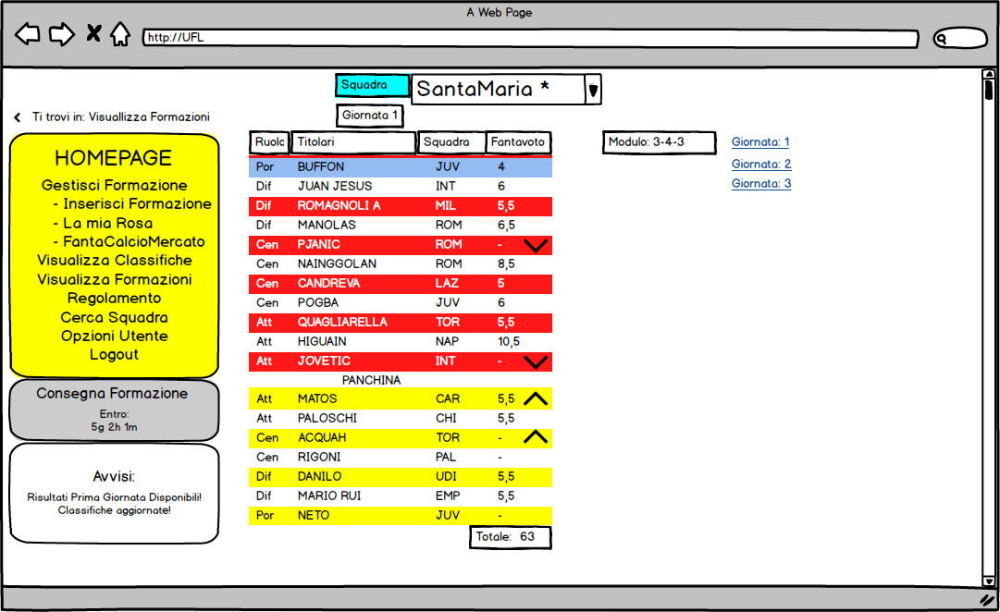 A Web Page
http://UFL
Squadra SantaMaria *
Giornata 1
Ti trovi in: Visuallizza Formazioni
HOMEPAGE
Gestisci Formazione
- Inserisci Formazione
- La mia Rosa
- FantaCalcioMercato
Visualizza Classifiche
Visualizza Formazioni
Regolamento
Cerca Squadra
Opzioni Utente
Logout
Consegna Formazione
Entro:
5g 2h 1m
Avvisi:
Risultati Prima Giornata Disponibili!
Classifiche aggiornate!
Ruolo Titolari Squadra Fantavoto
Por BUFFON JUV 4
Dif JUAN JESUS INT 6
Dif ROMAGNOLI A MIL 5,5
Dif MANOLAS ROM 6,5
Cen PJANIC ROM -
Cen NAINGGOLAN ROM 8,5
Cen CANDREVA LAZ 5
Cen POGBA JUV 6
Att QUAGLIARELLA TOR 5,5
Att HIGUAIN NAP 10,5
Att JOVETIC INT -
PANCHINA
Att MATOS CAR 5,5
Att PALOSCHI CHI 5,5
Cen ACQUAH TOR -
Cen RIGONI PAL -
Dif DANILO UDI 5,5
Dif MARIO RUI EMP 5,5
Por NETO JUV -
Totale: 63
Modulo: 3-4-3
Giornata: 1
Giornata: 2
Giornata: 3